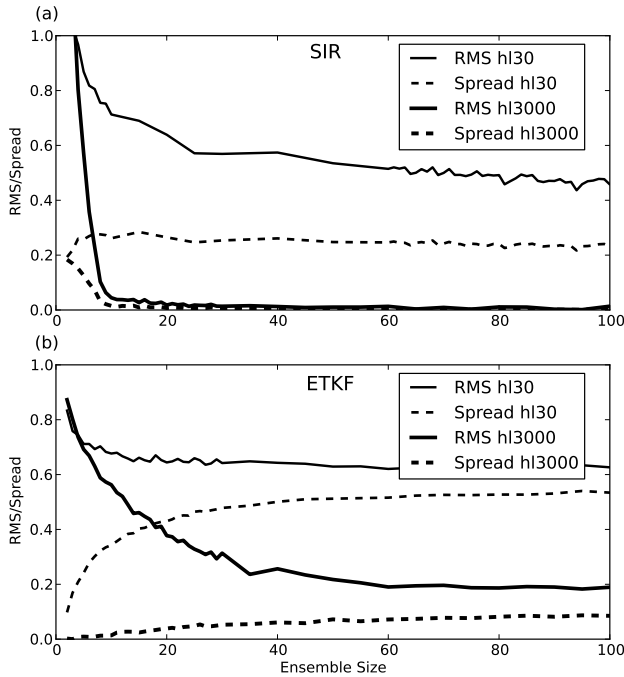 (a)
SIR
RMS hl30
Spread hl30
RMS hl3000
Spread hl3000
RMS/Spread
1.0
0.8
0.6
0.4
0.2
0.0
0 20 40 60 80 100
(b)
ETKF
RMS hl30
Spread hl30
RMS hl3000
Spread hl3000
RMS/Spread
1.0
0.8
0.6
0.4
0.2
0.0
0 20 40 60 80 100
Ensemble Size